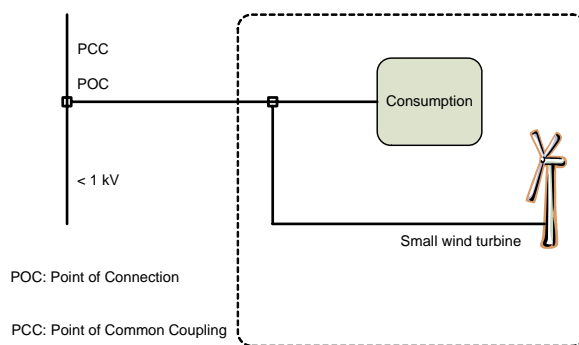 PCC
POC
Consumption
< 1 kV
Small wind turbine
POC: Point of Connection
PCC: Point of Common Coupling